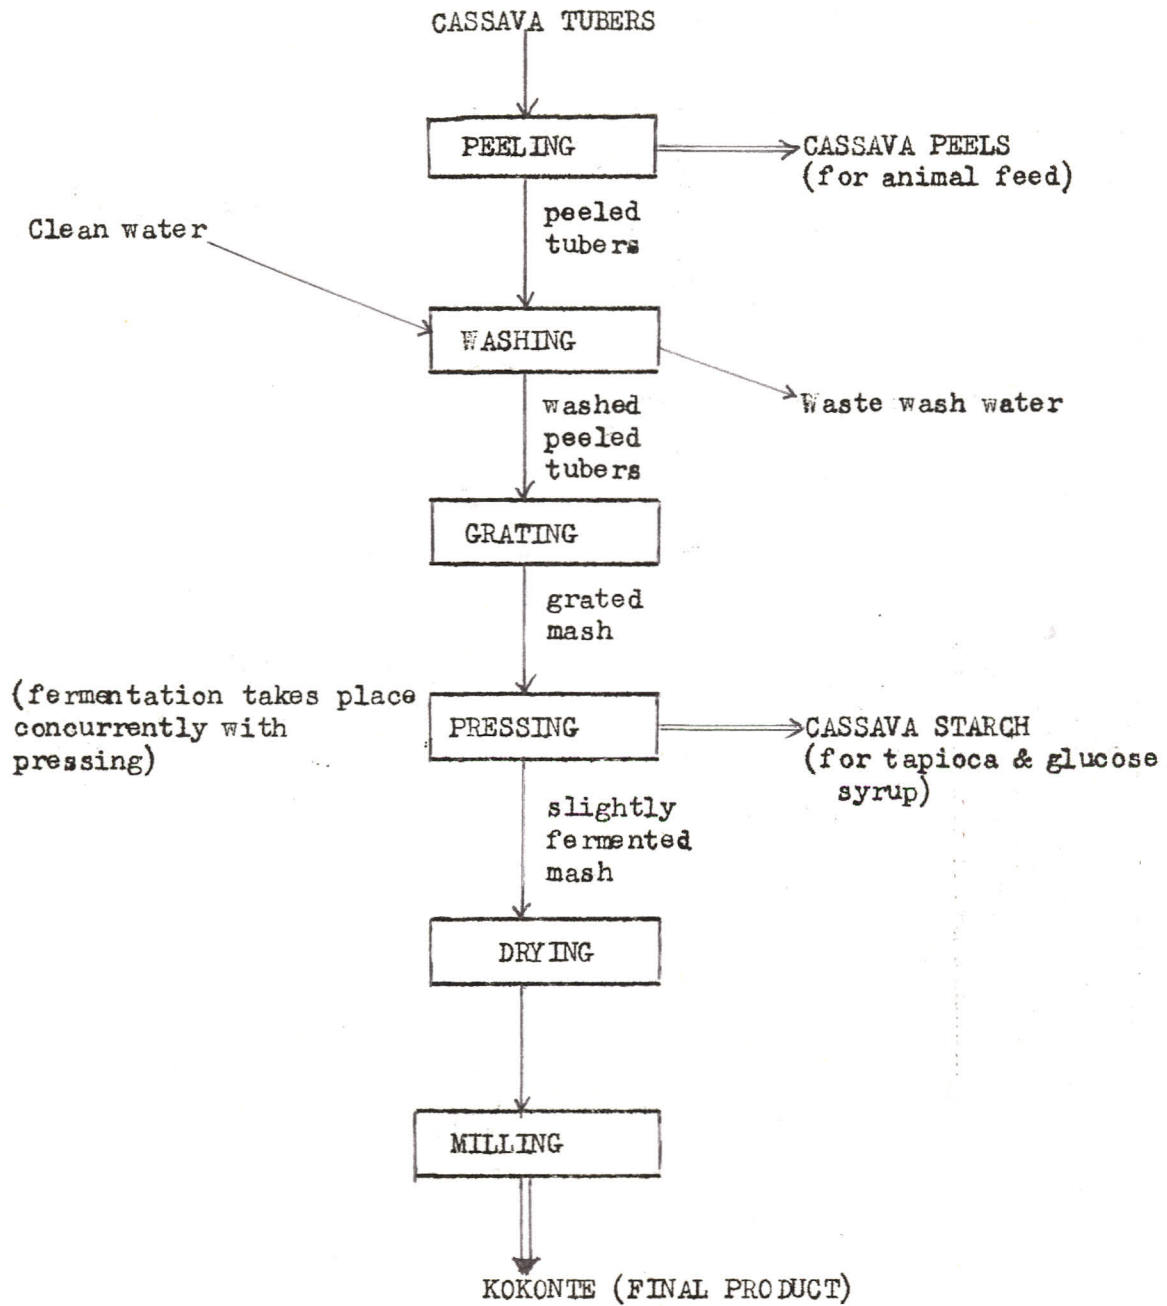 CASSAVA TUBERS
PEELING
CASSAVA PEELS
(for animal feed)
peeled
tubers
Clean water
WASHING
Waste wash water
washed
peeled
tubers
GRATING
grated
mash
(fermentation takes place
concurrently with
pressing)
PRESSING
CASSAVA STARCH
(for tapioca & glucose
syrup)
slightly
fermented
mash
DRYING
MILLING
KOKONTE (FINAL PRODUCT)